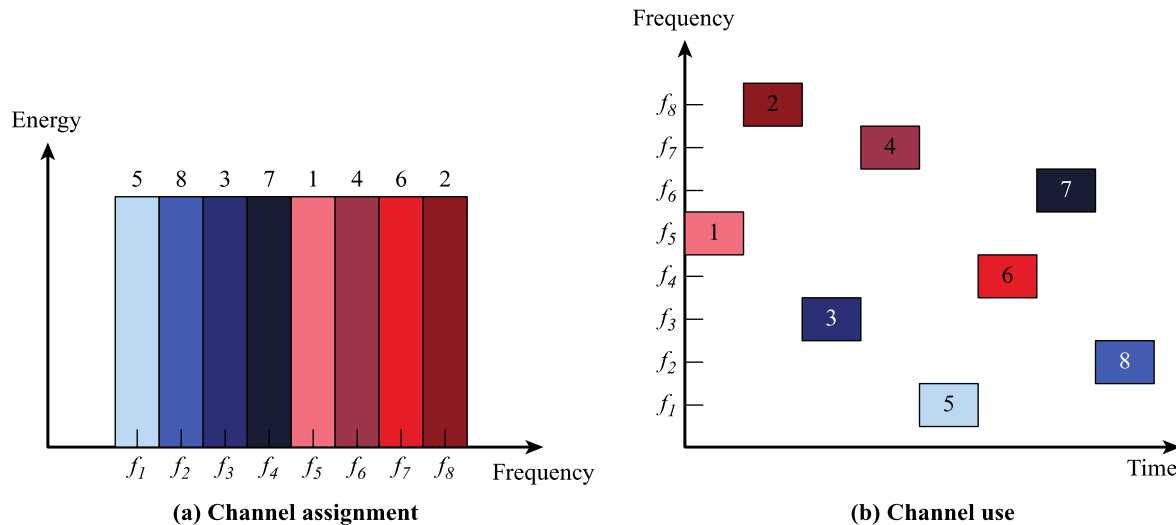 Energy
5 8 3 7 1 4 6 2
f1 f2 f3 f4 f5 f6 f7 f8
Frequency
(a) Channel assignment
Frequency
f8
2
f7
4
f6
7
f5
1
f4
6
f3
3
f2
8
f1
5
Time
(b) Channel use